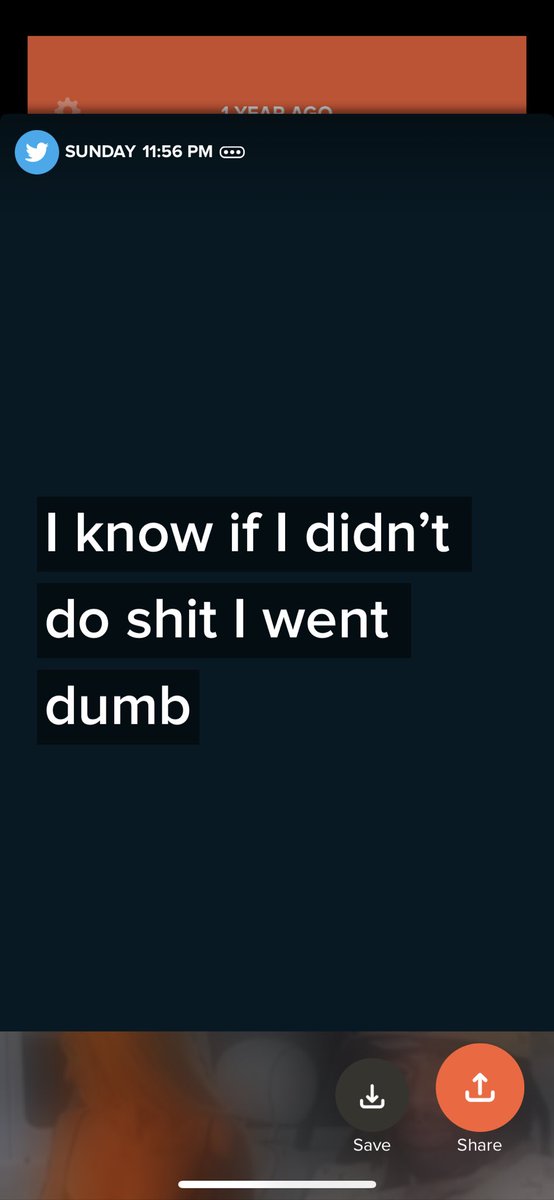 1 YEAR AGO
SUNDAY 11:56 PM
I know if I didn’t
do shit I went
dumb
Save
Share